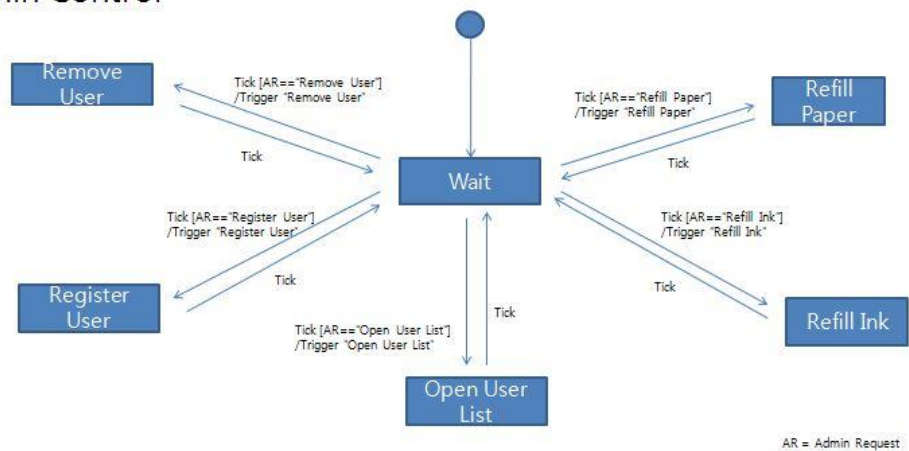 Remove
User
Tick [AR=="Remove User"]
/Trigger "Remove User"
Tick
Tick [AR=="Refill Paper"]
/Trigger "Refill Paper"
Tick
Refill
Paper
Wait
Tick [AR=="Register User"]
/Trigger "Register User"
Tick
Register
User
Tick [AR=="Refill Ink"]
/Trigger "Refill Ink"
Tick
Refill Ink
Tick [AR=="Open User List"]
/Trigger "Open User List"
Tick
Open User
List
AR = Admin Request